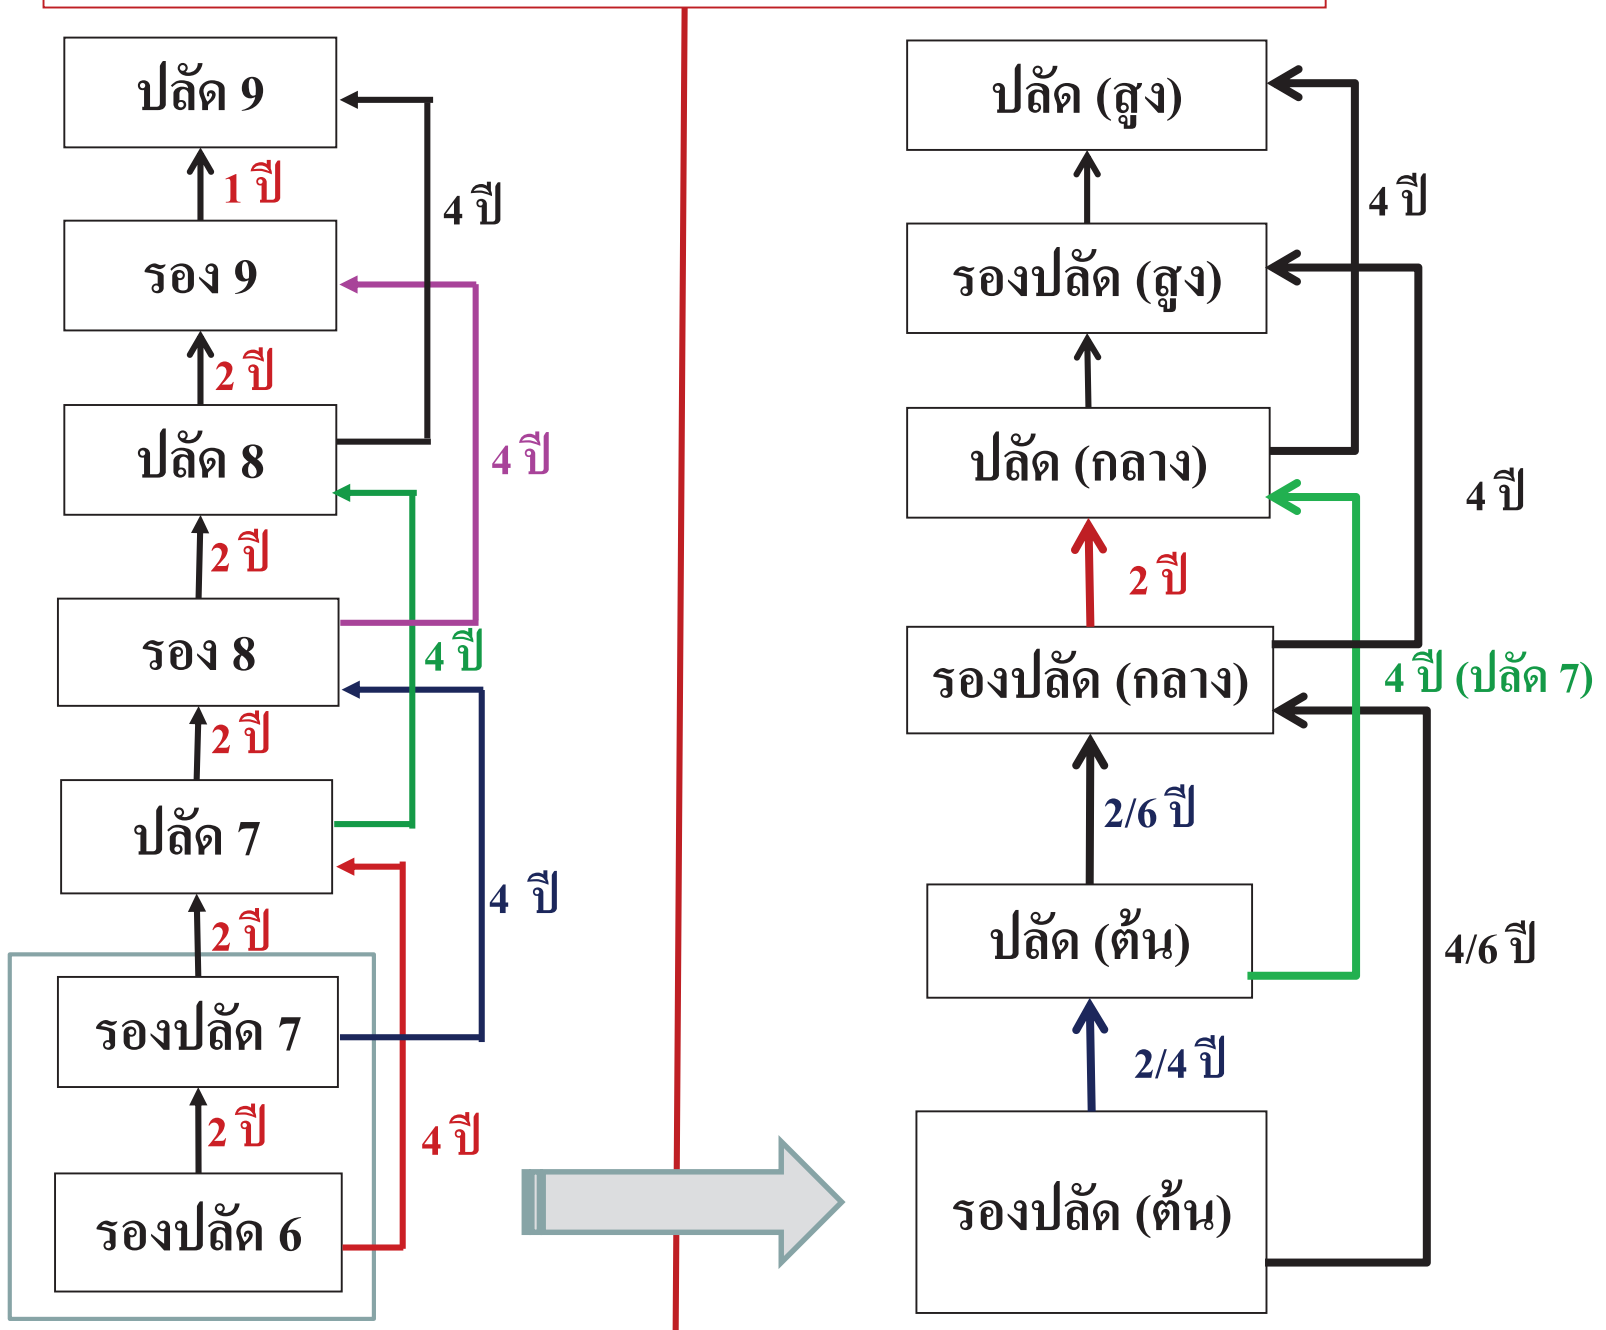 ปลัด 9
1 ปี
4 ปี
รอง 9
2 ปี
ปลัด 8
4 ปี
2 ปี
รอง 8
4 ปี
2 ปี
ปลัด 7
4 ปี
2 ปี
รองปลัด 7
2 ปี
4 ปี
รองปลัด 6
ปลัด (สูง)
4 ปี
รองปลัด (สูง)
ปลัด (กลาง)
4 ปี
2 ปี
รองปลัด (กลาง)
4 ปี (ปลัด 7)
2/6 ปี
ปลัด (ต้น)
4/6 ปี
2/4 ปี
รองปลัด (ต้น)